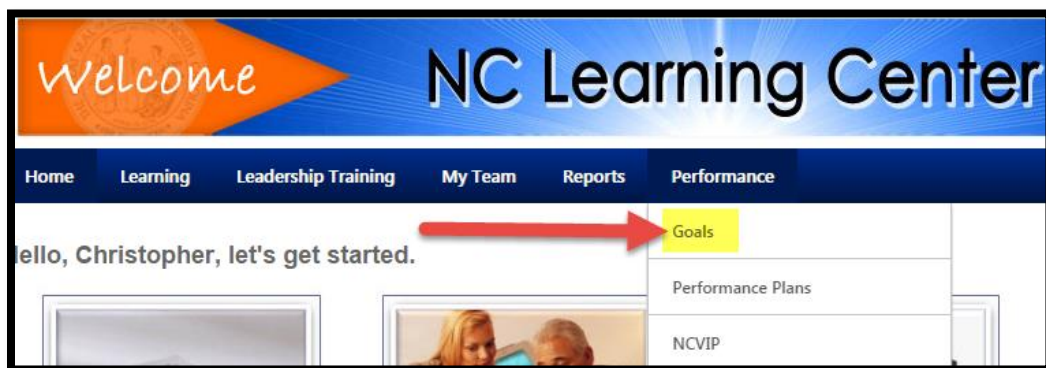 Welcome
NC Learning Center
Home Learning Leadership Training My Team Reports Performance
Goals
ello, Christopher, let's get started.
Performance Plans
NCVIP